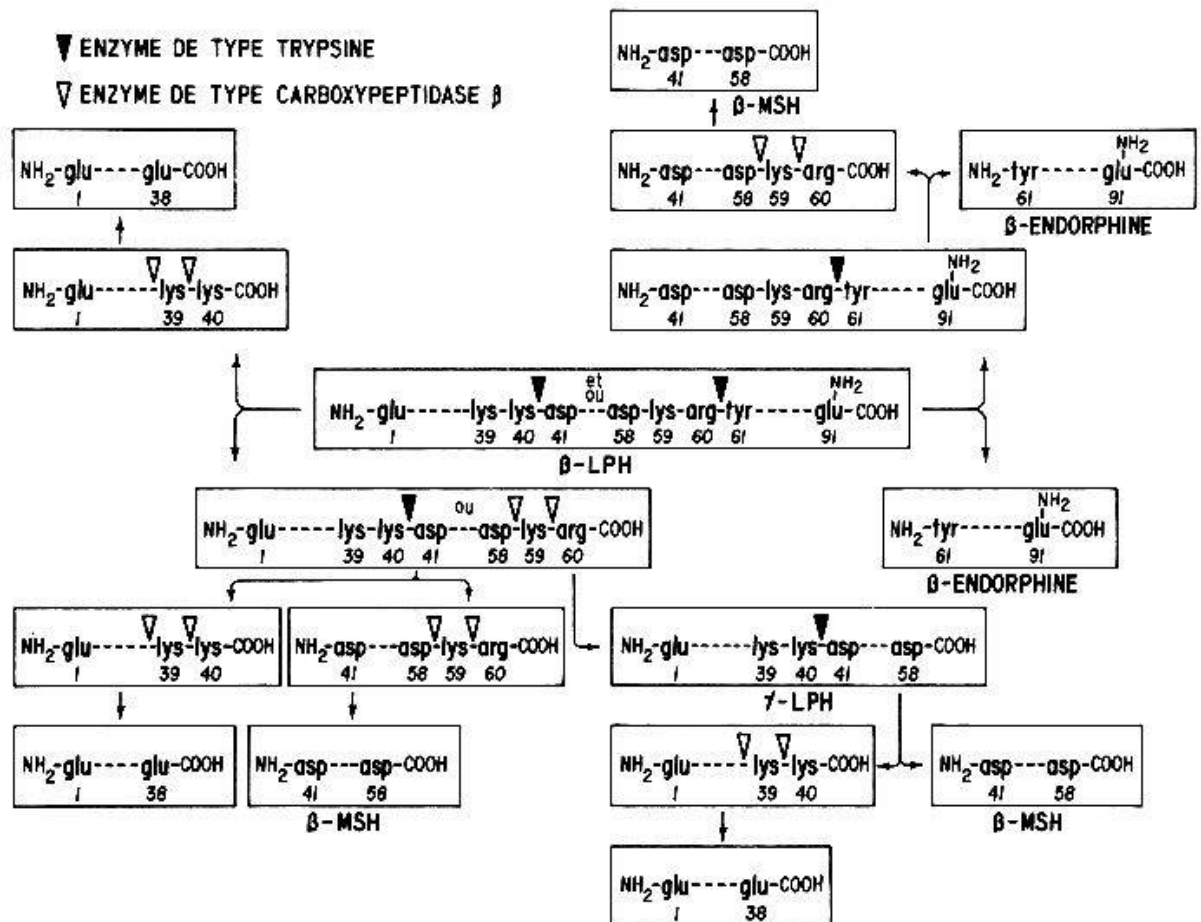 ▼ ENZYME DE TYPE TRYPSINE
▽ ENZYME DE TYPE CARBOXYPEPTIDASE β
NH2-asp---asp-COOH
41 58
β-MSH
NH2-glu----glu-COOH
1 38
NH2-asp---asp-lys-arg-COOH
41 58 59 60
NH2
NH2-tyr-----glu-COOH
61 91
β-ENDORPHINE
NH2-glu------lys-lys-COOH
1 39 40
NH2
NH2-asp---asp-lys-arg-tyr----glu-COOH
41 58 59 60 61 91
et
ou
NH2
NH2-glu------lys-lys-asp---asp-lys-arg-tyr-----glu-COOH
1 39 40 41 58 59 60 61 91
β-LPH
ou
NH2-glu------lys-lys-asp---asp-lys-arg-COOH
1 39 40 41 58 59 60
NH2
NH2-tyr------glu-COOH
61 91
β-ENDORPHINE
NH2-glu------lys-lys-COOH
1 39 40
NH2-asp---asp-lys-arg-COOH
41 58 59 60
NH2-glu------lys-lys-asp---asp-COOH
1 39 40 41 58
γ-LPH
NH2-glu----glu-COOH
1 38
NH2-asp---asp-COOH
41 58
β-MSH
NH2-glu-----lys-lys-COOH
1 39 40
NH2-asp---asp-COOH
41 58
β-MSH
NH2-glu----glu-COOH
1 38